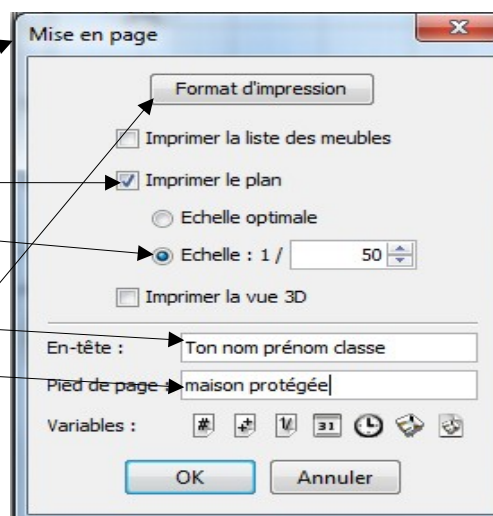 Mise en page
Format d'impression
Imprimer la liste des meubles
Imprimer le plan
Echelle optimale
Echelle : 1 / 50
Imprimer la vue 3D
En-tête : Ton nom prénom classe
Pied de page : maison protégée
Variables : # 31
OK Annuler